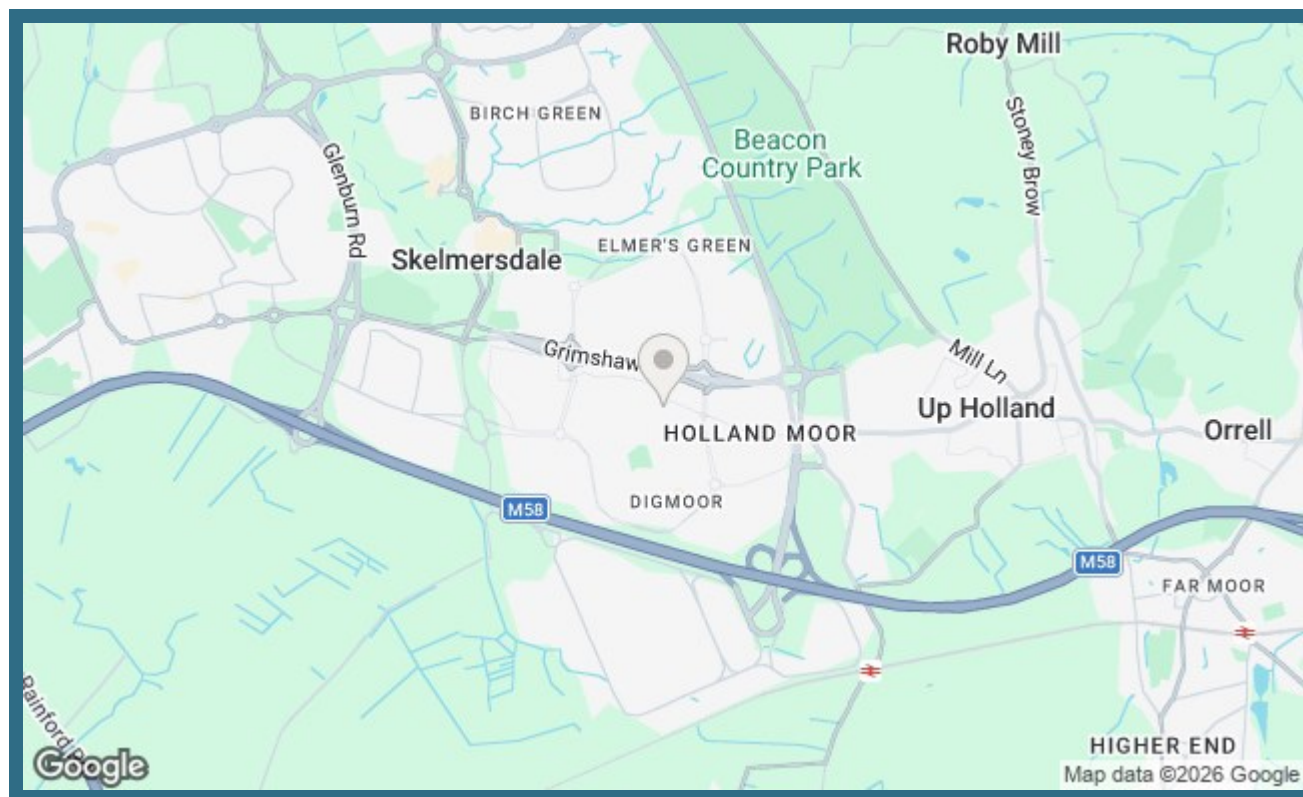 Roby Mill
BIRCH GREEN
Stoney Brow
Beacon
Country Park
Glenburn Rd
ELMER'S GREEN
Skelmersdale
Mill Ln
Grimshaw
Up Holland
Orrell
HOLLAND MOOR
DIGMOOR
M58
M58
FAR MOOR
Rainford
HIGHER END
Google
Map data ©2026 Google